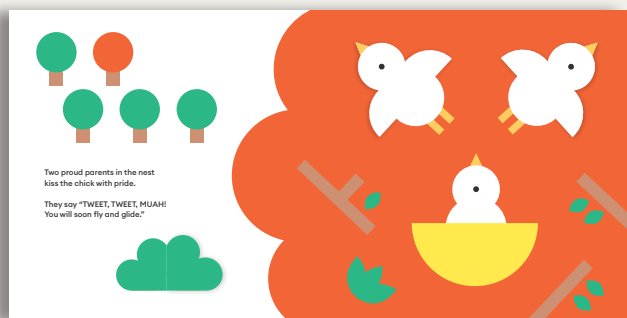 Two proud parents in the nest
kiss the chick with pride.
They say “TWEET, TWEET, MUAH!
You will soon fly and glide.”